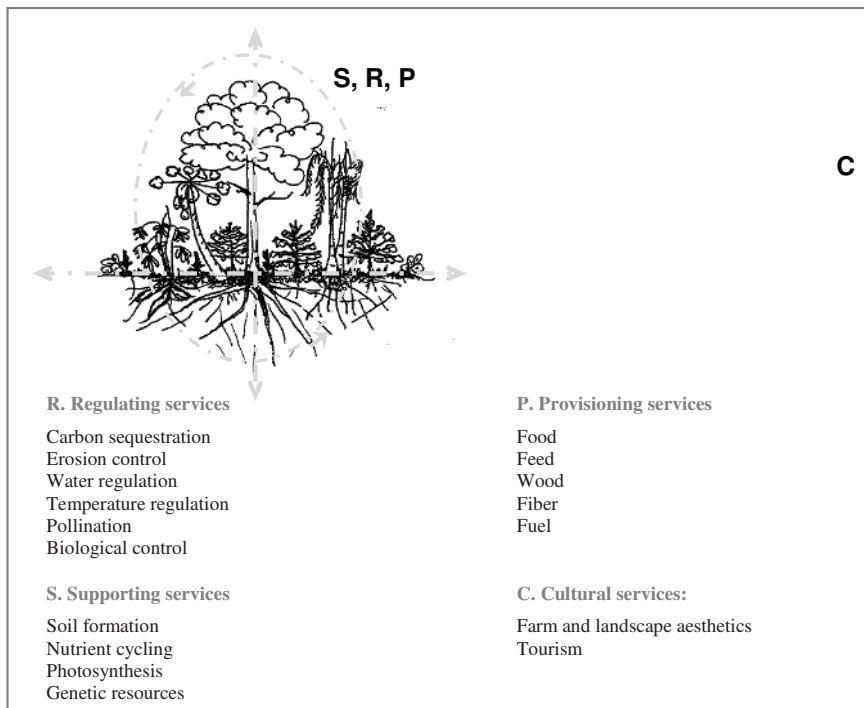 S, R, P
C
R. Regulating services
Carbon sequestration
Erosion control
Water regulation
Temperature regulation
Pollination
Biological control
P. Provisioning services
Food
Feed
Wood
Fiber
Fuel
S. Supporting services
Soil formation
Nutrient cycling
Photosynthesis
Genetic resources
C. Cultural services:
Farm and landscape aesthetics
Tourism